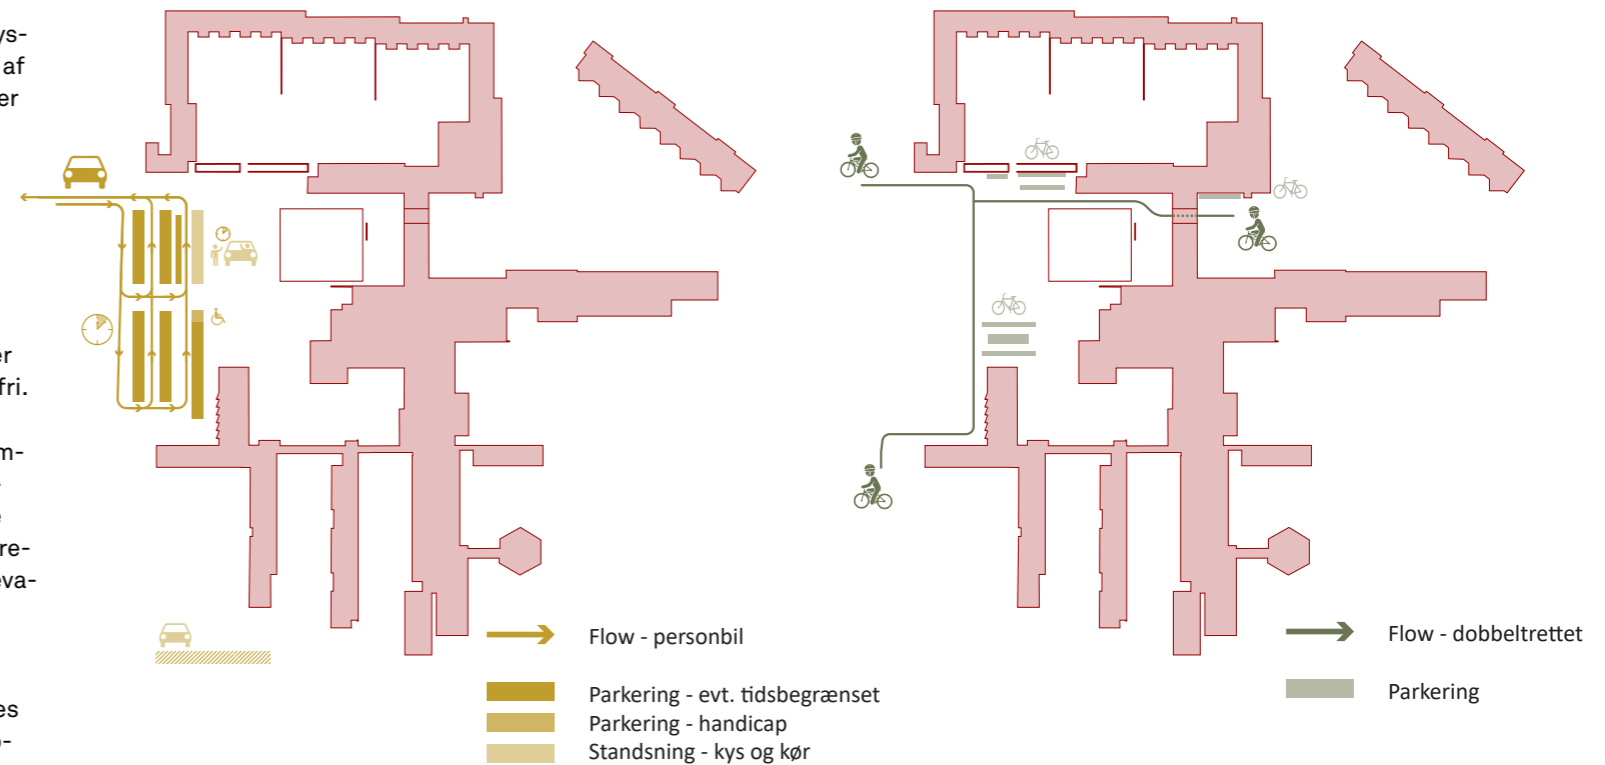 ys-
af
er
er
fri.
m-
re-
eva-
es
Flow - personbil
Parkering - evt. tidsbegrænset
Parkering - handicap
Standsning - kys og kør
Flow - dobbeltrettet
Parkering